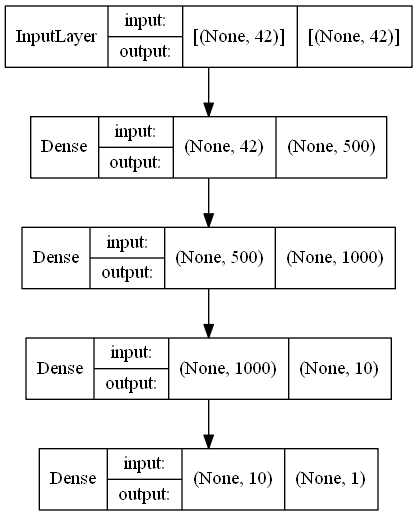 InputLayer input: output: [(None, 42)] [(None, 42)]
Dense input: output: (None, 42) (None, 500)
Dense input: output: (None, 500) (None, 1000)
Dense input: output: (None, 1000) (None, 10)
Dense input: output: (None, 10) (None, 1)